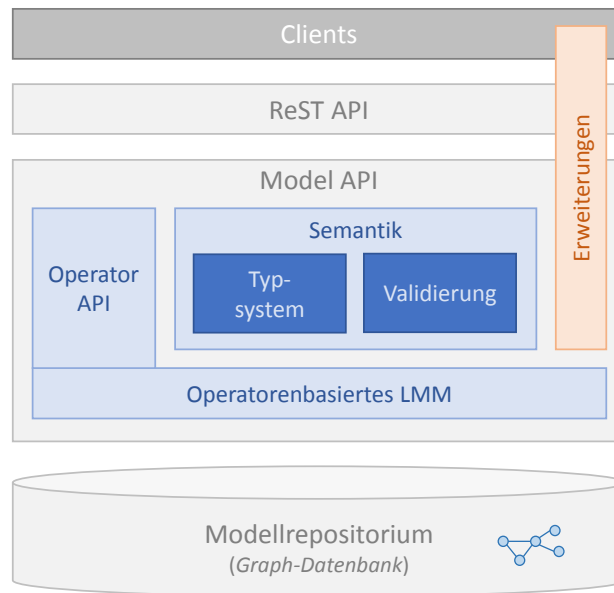 Clients
ReST API
Erweiterungen
Model API
Operator
API
Semantik
Typ-
system
Validierung
Operatorenbasiertes LMM
Modellrepositorium
(Graph-Datenbank)